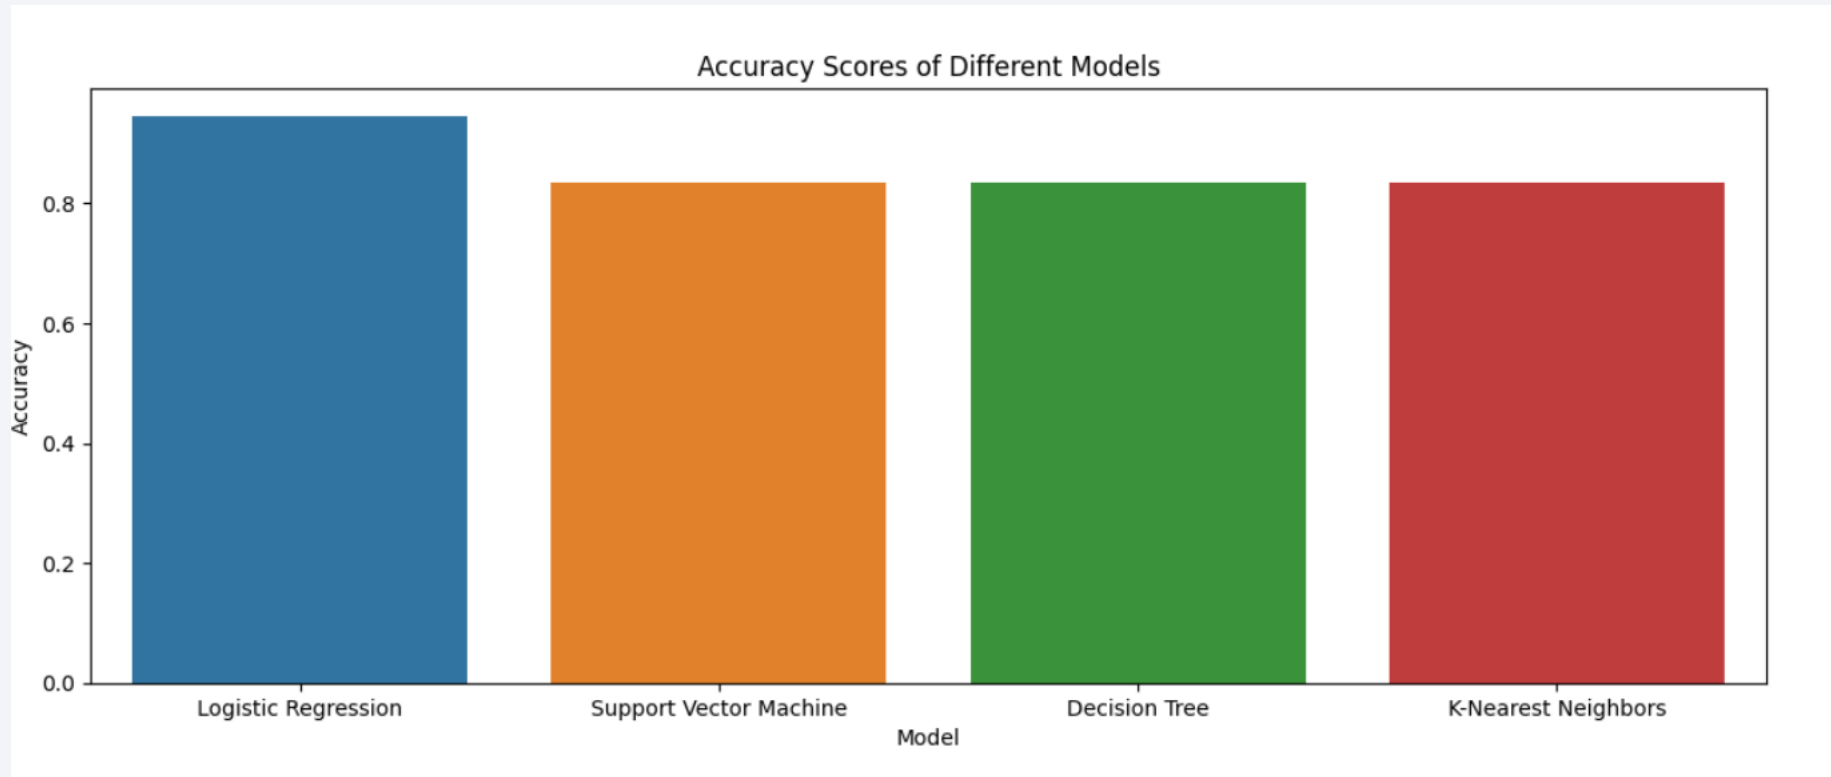 Accuracy Scores of Different Models
Accuracy
0.8
0.6
0.4
0.2
0.0
Logistic Regression
Support Vector Machine
Decision Tree
K-Nearest Neighbors
Model